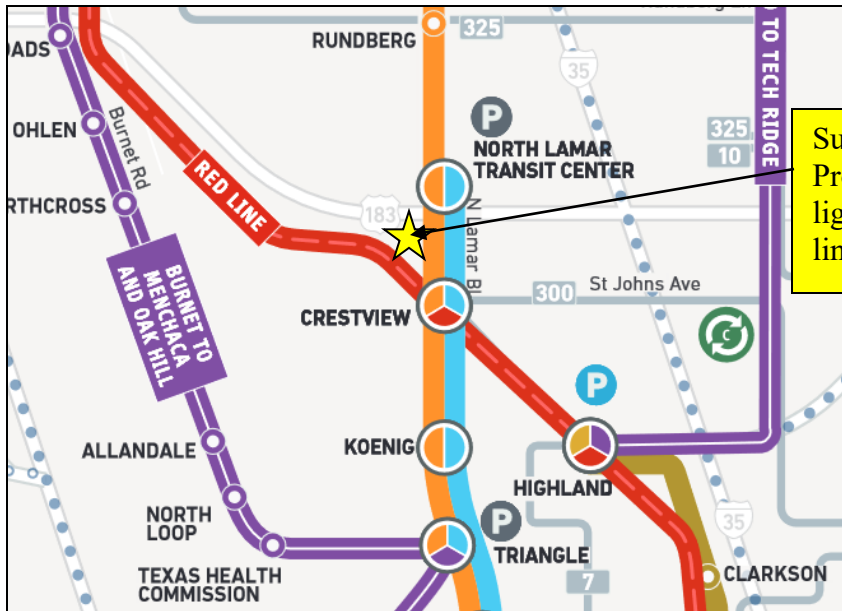 RUNDBERG
325
35
TO TECH RIDGE
OHLEN
Burnet Rd
P
NORTH LAMAR
TRANSIT CENTER
325
10
RED LINE
183
N Lamar Bl
BURNET TO
MENCHACA
AND OAK HILL
CRESTVIEW
300
St Johns Ave
C
P
ALLANDALE
KOENIG
HIGHLAND
NORTH
LOOP
P
TRIANGLE
35
TEXAS HEALTH
COMMISSION
7
CLARKSON